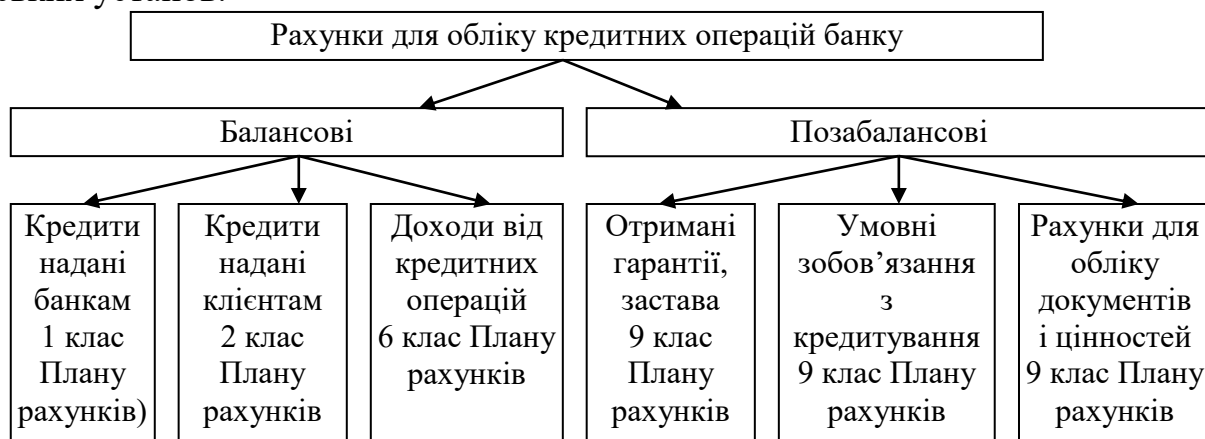 Рахунки для обліку кредитних операцій банку
Балансові
Позабалансові
Кредити
надані
банкам
1 клас
Плану
рахунків)
Кредити
надані
клієнтам
2 клас
Плану
рахунків
Доходи від
кредитних
операцій
6 клас Плану
рахунків
Отримані
гарантії,
застава
9 клас
Плану
рахунків
Умовні
зобов’язання
з
кредитування
9 клас Плану
рахунків
Рахунки для
обліку
документів
і цінностей
9 клас Плану
рахунків